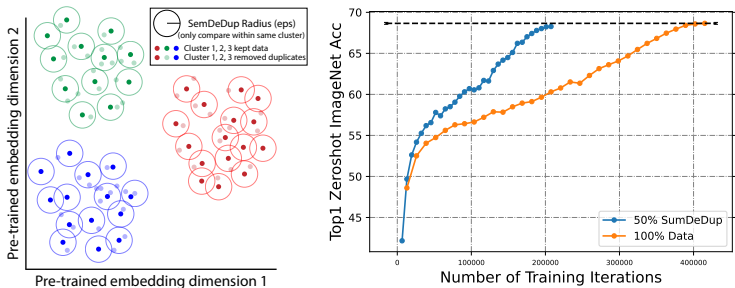 Pre-trained embedding dimension 2
SemDeDup Radius (eps)
(only compare within same cluster)
Cluster 1, 2, 3 kept data
Cluster 1, 2, 3 removed duplicates
Pre-trained embedding dimension 1
Top1 Zeroshot ImageNet Acc
70
65
60
55
50
45
0
100000
200000
300000
400000
Number of Training Iterations
50% SumDeDup
100% Data